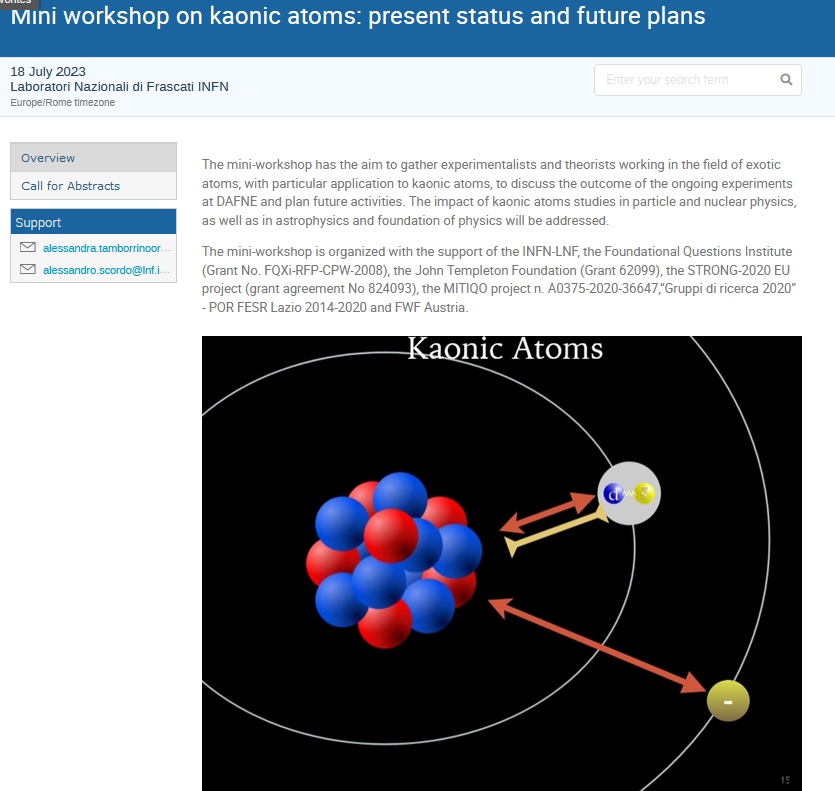 vorites
Mini workshop on kaonic atoms: present status and future plans
18 July 2023
Laboratori Nazionali di Frascati INFN
Europe/Rome timezone
Enter your search term
Overview
Call for Abstracts
Support
alessandra.tamborrinoor...
alessandro.scordo@lnf.i...
The mini-workshop has the aim to gather experimentalists and theorists working in the field of exotic
atoms, with particular application to kaonic atoms, to discuss the outcome of the ongoing experiments
at DAFNE and plan future activities. The impact of kaonic atoms studies in particle and nuclear physics,
as well as in astrophysics and foundation of physics will be addressed.
The mini-workshop is organized with the support of the INFN-LNF, the Foundational Questions Institute
(Grant No. FQXi-RFP-CPW-2008), the John Templeton Foundation (Grant 62099), the STRONG-2020 EU
project (grant agreement No 824093), the MITIQO project n. A0375-2020-36647,“Gruppi di ricerca 2020”
- POR FESR Lazio 2014-2020 and FWF Austria.
Kaonic Atoms
d s
-
15